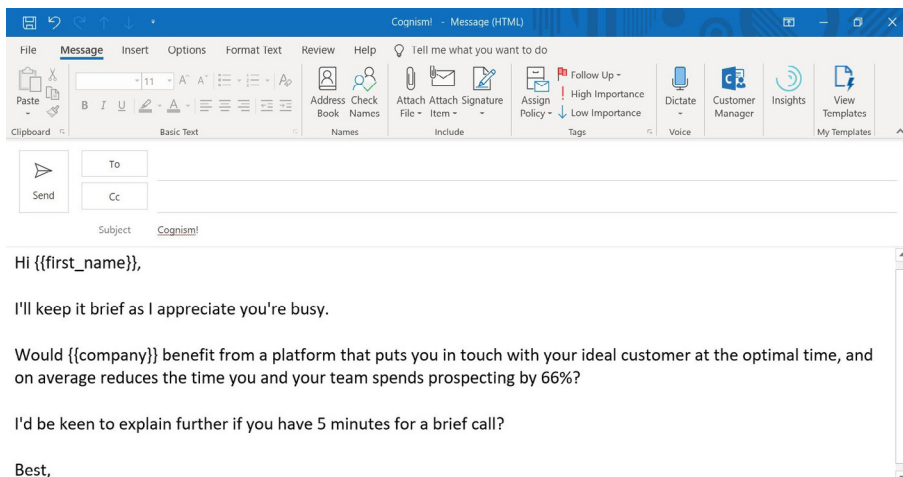 Cognism! - Message (HTML)
File Message Insert Options Format Text Review Help Tell me what you want to do
11
Follow Up
High Importance
Low Importance
Paste
B I U A
Address Book Check Names Attach File Attach Item Signature Assign Policy Dictate Customer Manager Insights View Templates
Clipboard Basic Text Names Include Tags Voice My Templates
To
Send
Cc
Subject Cognism!
Hi {{first_name}},
I'll keep it brief as I appreciate you're busy.
Would {{company}} benefit from a platform that puts you in touch with your ideal customer at the optimal time, and
on average reduces the time you and your team spends prospecting by 66%?
I'd be keen to explain further if you have 5 minutes for a brief call?
Best,